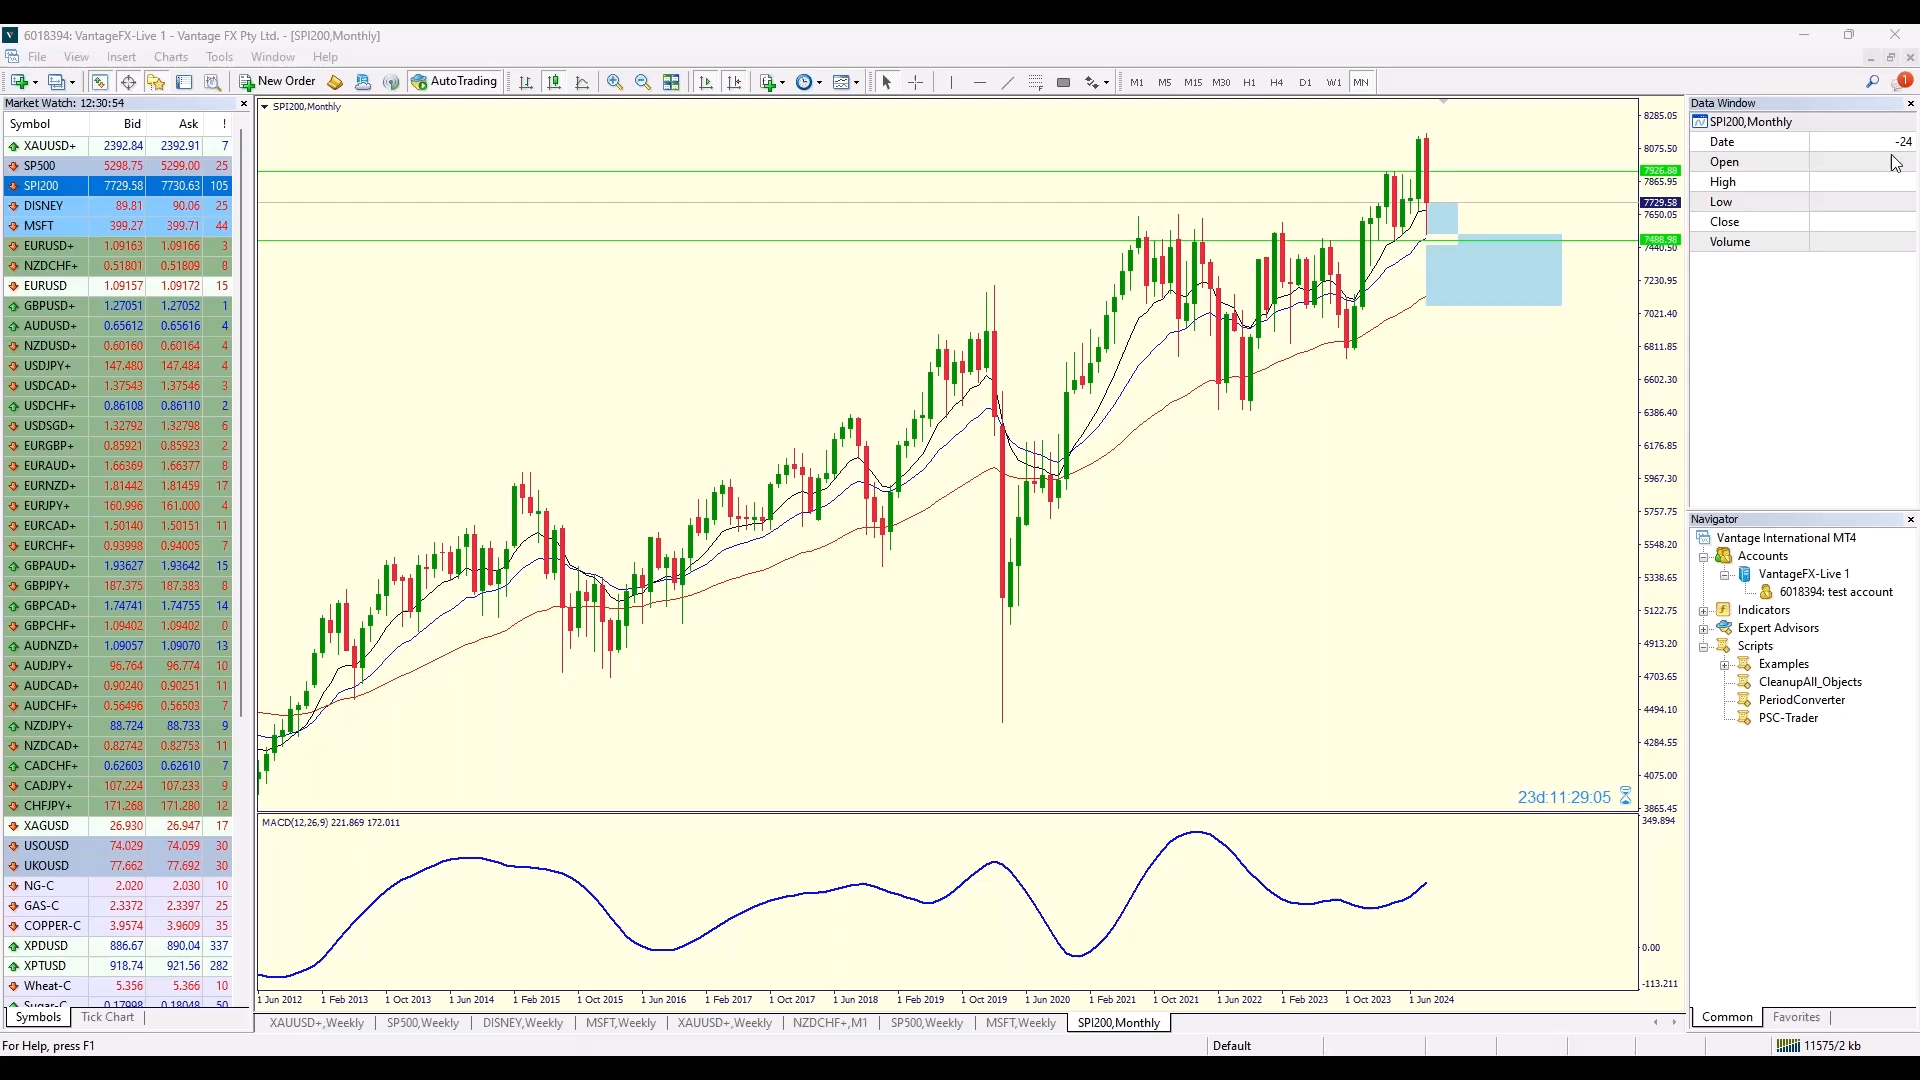 6018394: VantageFX-Live 1 - Vantage FX Pty Ltd. - [SPI200,Monthly]
File View Insert Charts Tools Window Help
New Order AutoTrading M1 M5 M15 M30 H1 H4 D1 W1 MN 1
Market Watch: 12:30:54
Symbol Bid Ask !
XAUUSD+ 2392.84 2392.91 7
SP500 5298.75 5299.00 25
SPI200 7729.58 7730.63 105
DISNEY 89.81 90.06 25
MSFT 399.27 399.71 44
EURUSD+ 1.09163 1.09166 3
NZDCHF+ 0.51801 0.51809 8
EURUSD 1.09157 1.09172 15
GBPUSD+ 1.27051 1.27052 1
AUDUSD+ 0.65612 0.65616 4
NZDUSD+ 0.60160 0.60164 4
USDJPY+ 147.480 147.484 4
USDCAD+ 1.37543 1.37546 3
USDCHF+ 0.86108 0.86110 2
USDSGD+ 1.32792 1.32798 6
EURGBP+ 0.85921 0.85923 2
EURAUD+ 1.66369 1.66377 8
EURNZD+ 1.81442 1.81459 17
EURJPY+ 160.996 161.000 4
EURCAD+ 1.50140 1.50151 11
EURCHF+ 0.93998 0.94005 7
GBPAUD+ 1.93627 1.93642 15
GBPJPY+ 187.375 187.383 8
GBPCAD+ 1.74741 1.74755 14
GBPCHF+ 1.09402 1.09402 0
AUDNZD+ 1.09057 1.09070 13
AUDJPY+ 96.764 96.774 10
AUDCAD+ 0.90240 0.90251 11
AUDCHF+ 0.56496 0.56503 7
NZDJPY+ 88.724 88.733 9
NZDCAD+ 0.82742 0.82753 11
CADCHF+ 0.62603 0.62610 7
CADJPY+ 107.224 107.233 9
CHFJPY+ 171.268 171.280 12
XAGUSD 26.930 26.947 17
USOUSD 74.029 74.059 30
UKOUSD 77.662 77.692 30
NG-C 2.020 2.030 10
GAS-C 2.3372 2.3397 25
COPPER-C 3.9574 3.9609 35
XPDUSD 886.67 890.04 337
XPTUSD 918.74 921.56 282
Wheat-C 5.356 5.366 10
Sugar-C 0.17998 0.18048 50
Symbols Tick Chart
SPI200,Monthly
8285.05
8075.50
7926.88
7865.95
7729.58
7650.05
7488.98
7440.50
7230.95
7021.40
6811.85
6602.30
6386.40
6176.85
5967.30
5757.75
5548.20
5338.65
5122.75
4913.20
4703.65
4494.10
4284.55
4075.00
3865.45
23d:11:29:05
MACD(12,26,9) 221.869 172.011
349.894
0.00
-113.211
1 Jun 2012 1 Feb 2013 1 Oct 2013 1 Jun 2014 1 Feb 2015 1 Oct 2015 1 Jun 2016 1 Feb 2017 1 Oct 2017 1 Jun 2018 1 Feb 2019 1 Oct 2019 1 Jun 2020 1 Feb 2021 1 Oct 2021 1 Jun 2022 1 Feb 2023 1 Oct 2023 1 Jun 2024
XAUUSD+,Weekly SP500,Weekly DISNEY,Weekly MSFT,Weekly XAUUSD+,Weekly NZDCHF+,M1 SP500,Weekly MSFT,Weekly SPI200,Monthly
Data Window
SPI200,Monthly
Date -24
Open
High
Low
Close
Volume
Navigator
Vantage International MT4
Accounts
VantageFX-Live 1
6018394: test account
Indicators
Expert Advisors
Scripts
Examples
CleanupAll_Objects
PeriodConverter
PSC-Trader
Common Favorites
For Help, press F1
Default
11575/2 kb